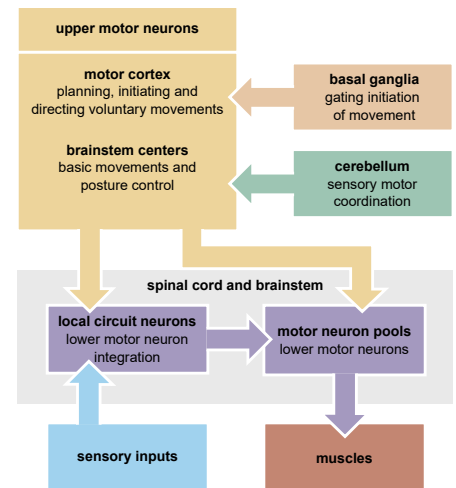 upper motor neurons
motor cortex
planning, initiating and
directing voluntary movements
basal ganglia
gating initiation
of movement
brainstem centers
basic movements and
posture control
cerebellum
sensory motor
coordination
spinal cord and brainstem
local circuit neurons
lower motor neuron
integration
motor neuron pools
lower motor neurons
sensory inputs
muscles